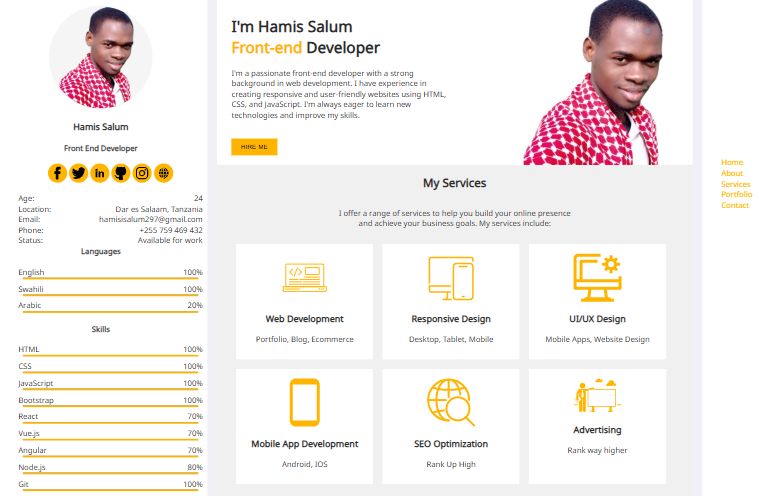 Hamis Salum
Front End Developer
in
Age: 24
Location: Dar es Salaam, Tanzania
Email: hamisisalum297@gmail.com
Phone: +255 759 469 432
Status: Available for work
Languages
English 100%
Swahili 100%
Arabic 20%
Skills
HTML 100%
CSS 100%
JavaScript 100%
Bootstrap 100%
React 70%
Vue.js 70%
Angular 70%
Node.js 80%
Git 100%
I'm Hamis Salum
Front-end Developer
I'm a passionate front-end developer with a strong
background in web development. I have experience in
creating responsive and user-friendly websites using HTML,
CSS, and JavaScript. I'm always eager to learn new
technologies and improve my skills.
HIRE ME
My Services
I offer a range of services to help you build your online presence
and achieve your business goals. My services include:
Web Development
Portfolio, Blog, Ecommerce
Responsive Design
Desktop, Tablet, Mobile
UI/UX Design
Mobile Apps, Website Design
Mobile App Development
Android, IOS
SEO Optimization
Rank Up High
Advertising
Rank way higher
Home
About
Services
Portfolio
Contact